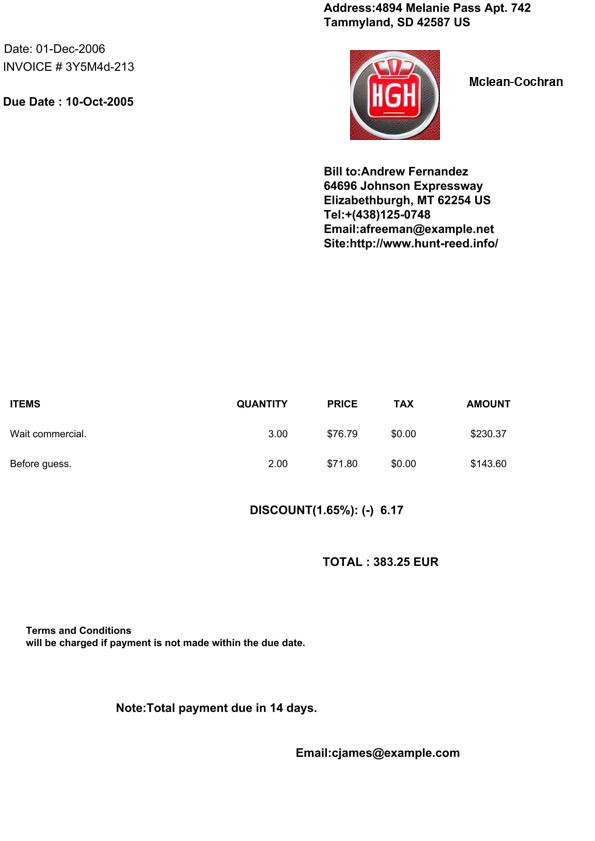 Address:4894 Melanie Pass Apt. 742
Tammyland, SD 42587 US
Date: 01-Dec-2006
INVOICE # 3Y5M4d-213
Due Date : 10-Oct-2005
HGH
Mclean-Cochran
Bill to:Andrew Fernandez
64696 Johnson Expressway
Elizabethburgh, MT 62254 US
Tel:+(438)125-0748
Email:afreeman@example.net
Site:http://www.hunt-reed.info/
ITEMS QUANTITY PRICE TAX AMOUNT
Wait commercial. 3.00 $76.79 $0.00 $230.37
Before guess. 2.00 $71.80 $0.00 $143.60
DISCOUNT(1.65%): (-) 6.17
TOTAL : 383.25 EUR
Terms and Conditions
will be charged if payment is not made within the due date.
Note:Total payment due in 14 days.
Email:cjames@example.com